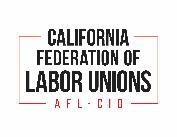 CALIFORNIA
FEDERATION OF
LABOR UNIONS
AFL-CIO